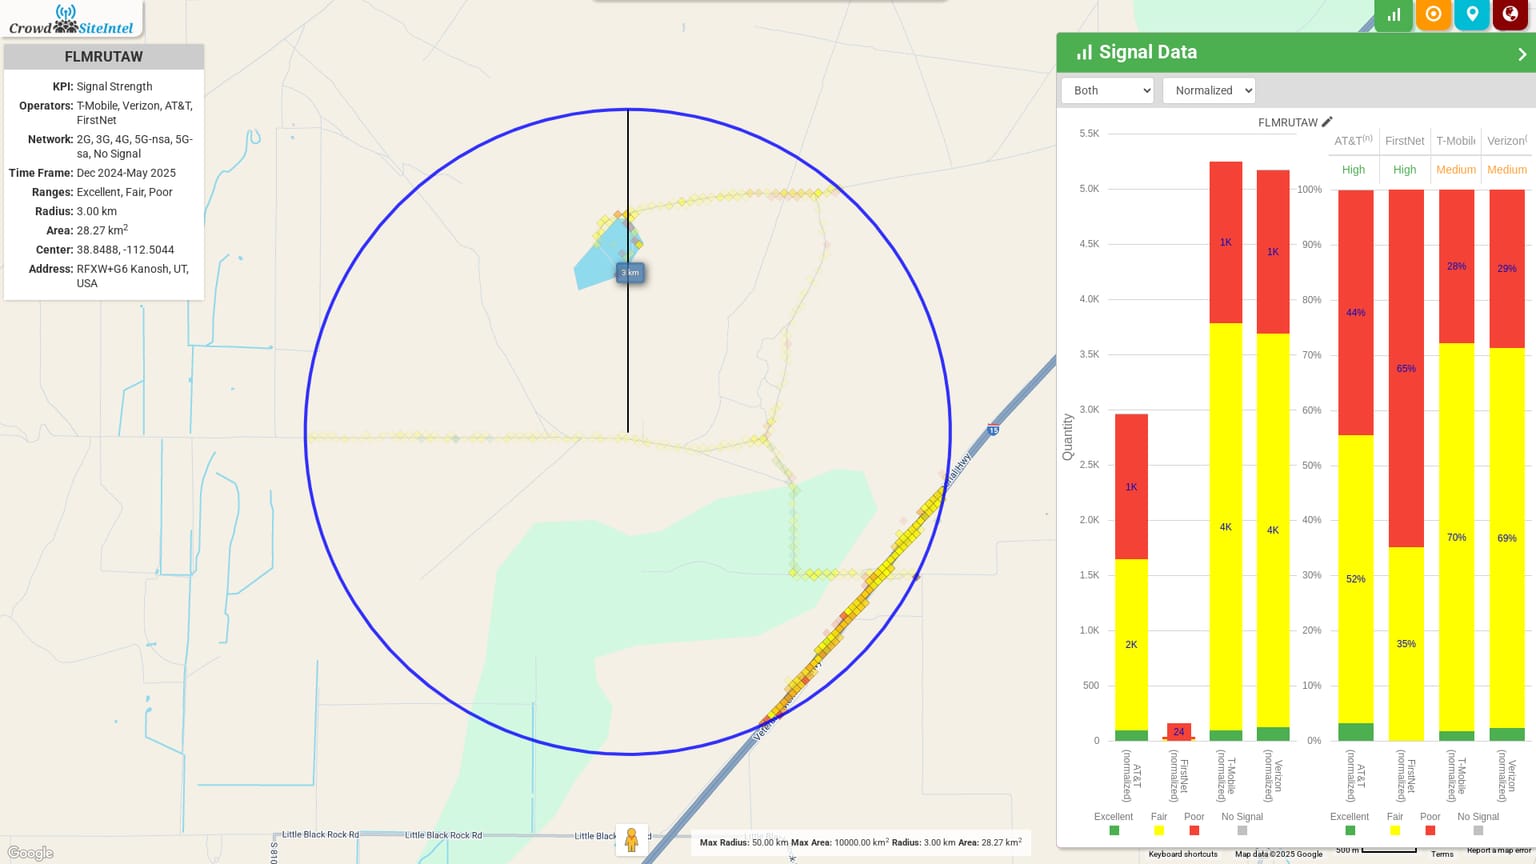 Crowd SiteIntel
FLMRUTAW
KPI: Signal Strength
Operators: T-Mobile, Verizon, AT&T,
FirstNet
Network: 2G, 3G, 4G, 5G-nsa, 5G-
sa, No Signal
Time Frame: Dec 2024-May 2025
Ranges: Excellent, Fair, Poor
Radius: 3.00 km
Area: 28.27 km²
Center: 38.8488, -112.5044
Address: RFXW+G6 Kanosh, UT,
USA
3 km
15
Little Black Rock Rd
Little Black Rock Rd
S 810
Google
Max Radius: 50.00 km Max Area: 10000.00 km² Radius: 3.00 km Area: 28.27 km²
Signal Data
Both
Normalized
FLMRUTAW
5.5K
5.0K
4.5K
4.0K
3.5K
3.0K
2.5K
2.0K
1.5K
1.0K
500
0
Quantity
1K
2K
24
1K
4K
1K
4K
AT&T (normalized)
FirstNet (normalized)
T-Mobile (normalized)
Verizon (normalized)
Excellent Fair Poor No Signal
AT&T(n) FirstNet T-Mobile Verizon(
High High Medium Medium
100%
90%
80%
70%
60%
50%
40%
30%
20%
10%
0%
44%
52%
65%
35%
28%
70%
29%
69%
AT&T (normalized)
FirstNet (normalized)
T-Mobile (normalized)
Verizon (normalized)
Excellent Fair Poor No Signal
Keyboard shortcuts Map data ©2025 Google 500 m Terms Report a map error